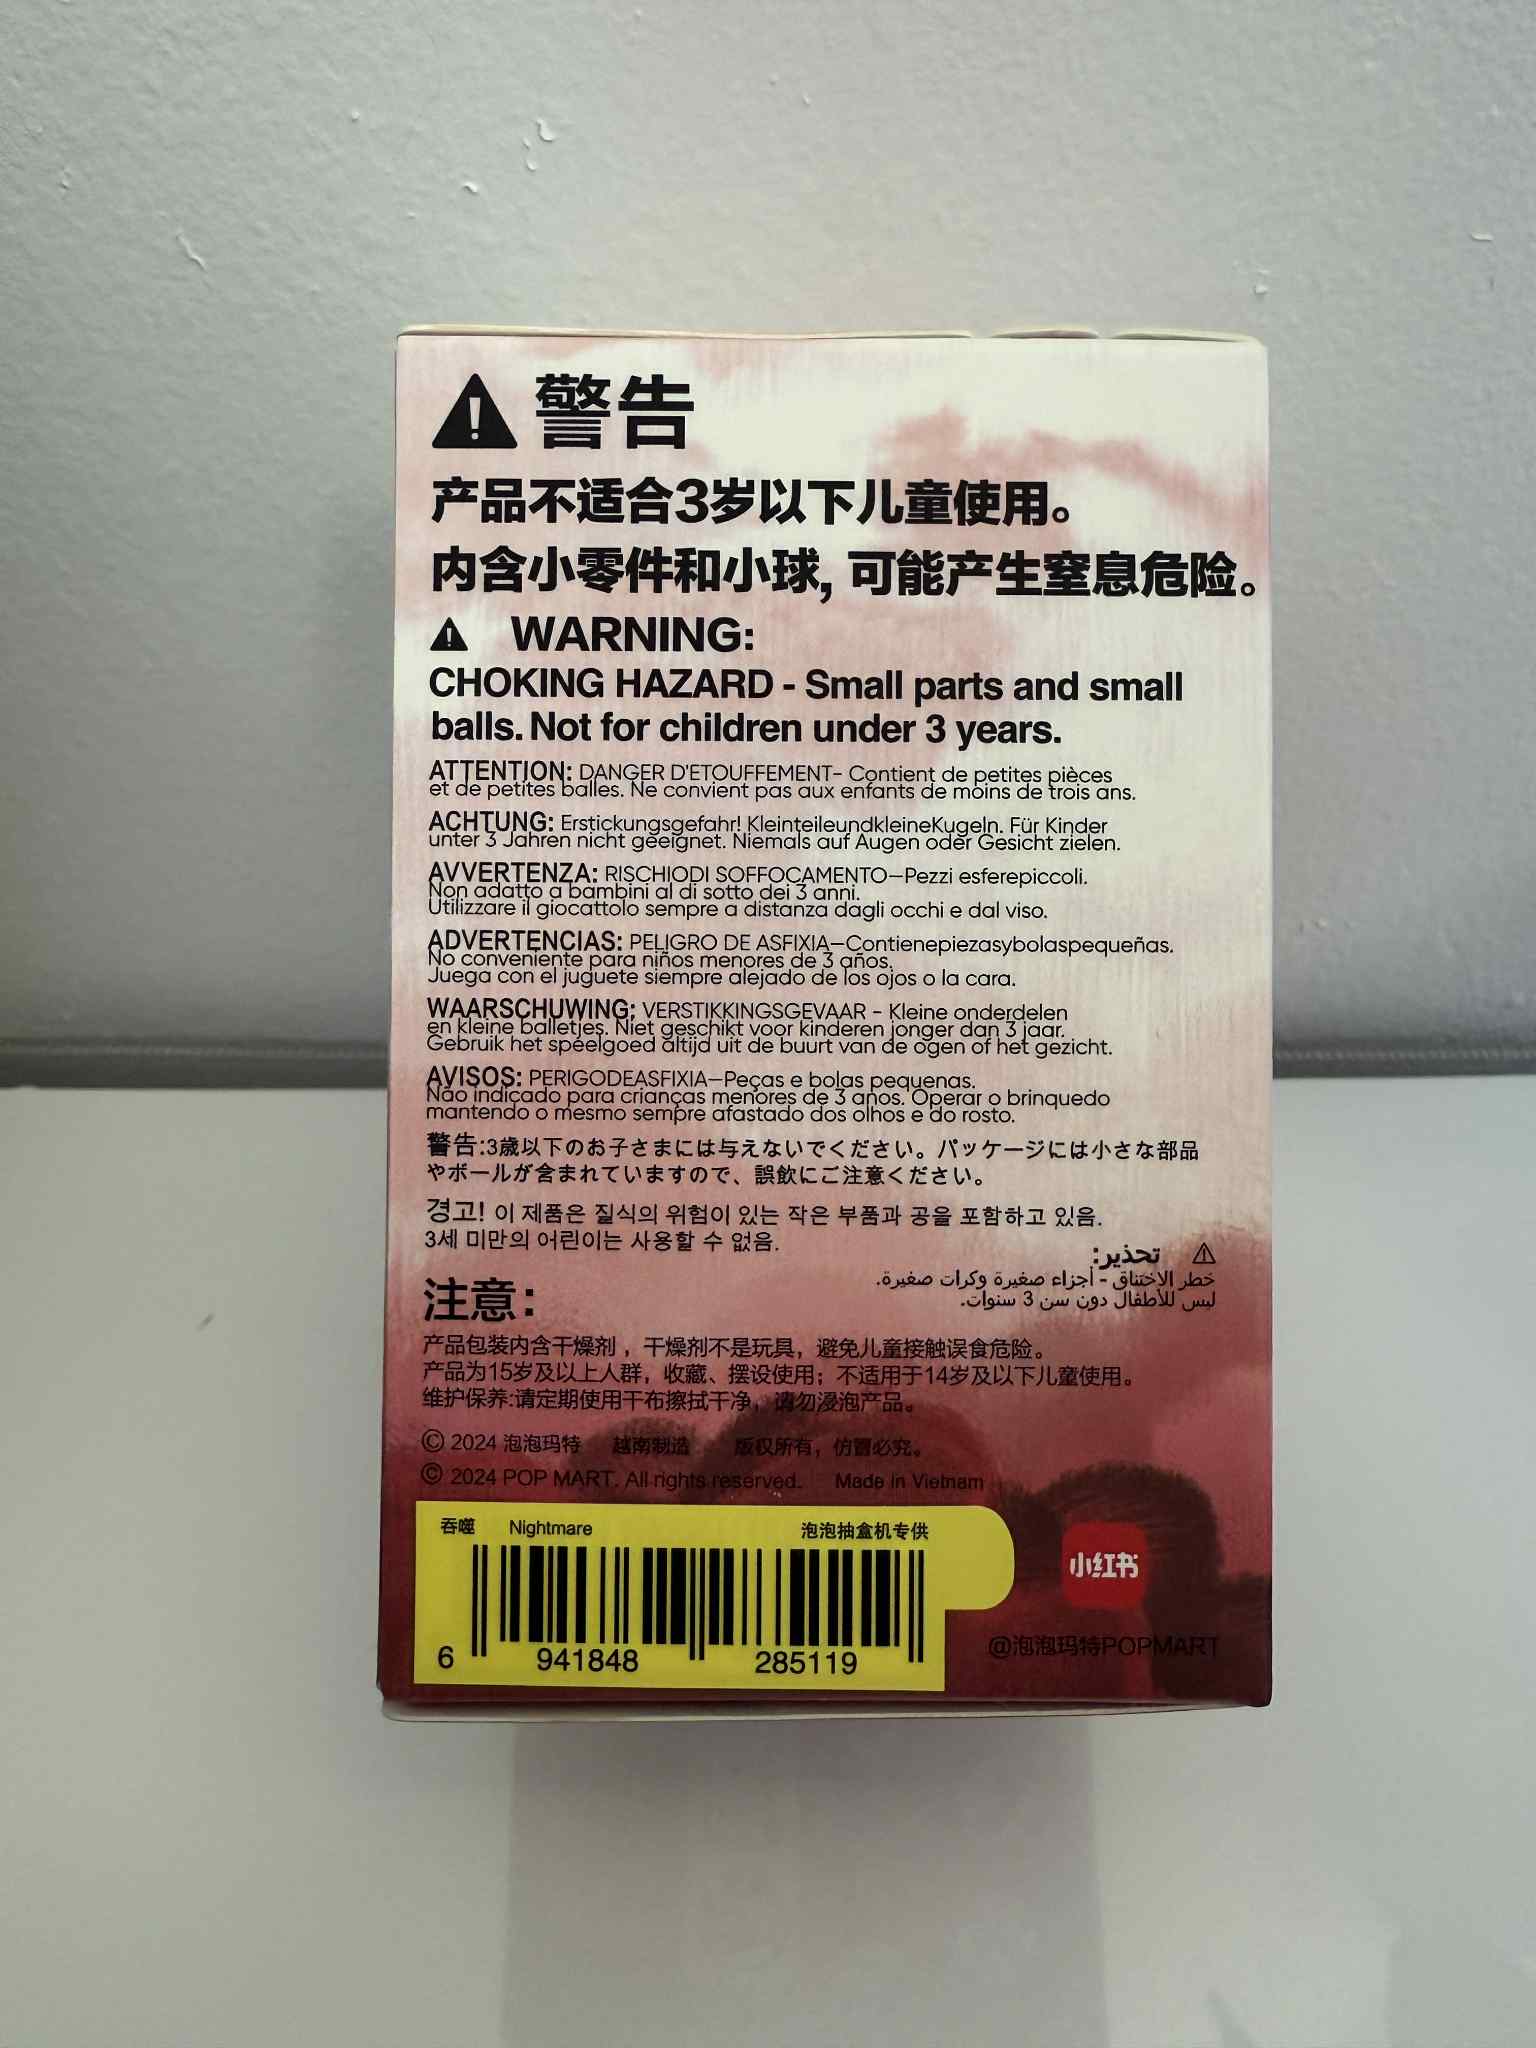 警告
产品不适合3岁以下儿童使用。
内含小零件和小球, 可能产生窒息危险。
WARNING:
CHOKING HAZARD - Small parts and small
balls. Not for children under 3 years.
ATTENTION: DANGER D'ETOUFFEMENT- Contient de petites pièces
et de petites balles. Ne convient pas aux enfants de moins de trois ans.
ACHTUNG: Erstickungsgefahr! KleinteileundkleineKugeln. Für Kinder
unter 3 Jahren nicht geeignet. Niemals auf Augen oder Gesicht zielen.
AVVERTENZA: RISCHIODI SOFFOCAMENTO—Pezzi esferepiccoli.
Non adatto a bambini al di sotto dei 3 anni.
Utilizzare il giocattolo sempre a distanza dagli occhi e dal viso.
ADVERTENCIAS: PELIGRO DE ASFIXIA—Contienepiezasybolaspequeñas.
No conveniente para niños menores de 3 años.
Juega con el juguete siempre alejado de los ojos o la cara.
WAARSCHUWING: VERSTIKKINGSGEVAAR - Kleine onderdelen
en kleine balletjes. Niet geschikt voor kinderen jonger dan 3 jaar.
Gebruik het speelgoed altijd uit de buurt van de ogen of het gezicht.
AVISOS: PERIGODEASFIXIA—Peças e bolas pequenas.
Não indicado para crianças menores de 3 anos. Operar o brinquedo
mantendo o mesmo sempre afastado dos olhos e do rosto.
警告:3歳以下のお子さまには与えないでください。パッケージには小さな部品
やボールが含まれていますので、誤飲にご注意ください。
경고! 이 제품은 질식의 위험이 있는 작은 부품과 공을 포함하고 있음.
3세 미만의 어린이는 사용할 수 없음.
تحذير:
خطر الاختناق - أجزاء صغيرة وكرات صغيرة.
ليس للأطفال دون سن 3 سنوات.
注意:
产品包装内含干燥剂，干燥剂不是玩具，避免儿童接触误食危险。
产品为15岁及以上人群，收藏、摆设使用；不适用于14岁及以下儿童使用。
维护保养:请定期使用干布擦拭干净，请勿浸泡产品。
© 2024 泡泡玛特 越南制造 版权所有，仿冒必究。
© 2024 POP MART. All rights reserved. Made in Vietnam
吞噬 Nightmare 泡泡抽盒机专供
6 941848 285119
小红书
@泡泡玛特POPMART